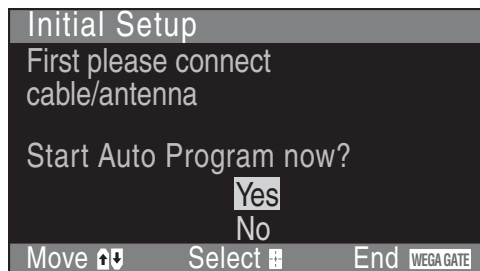 Initial Setup
First please connect
cable/antenna
Start Auto Program now?
Yes
No
Move Select End WEGA GATE